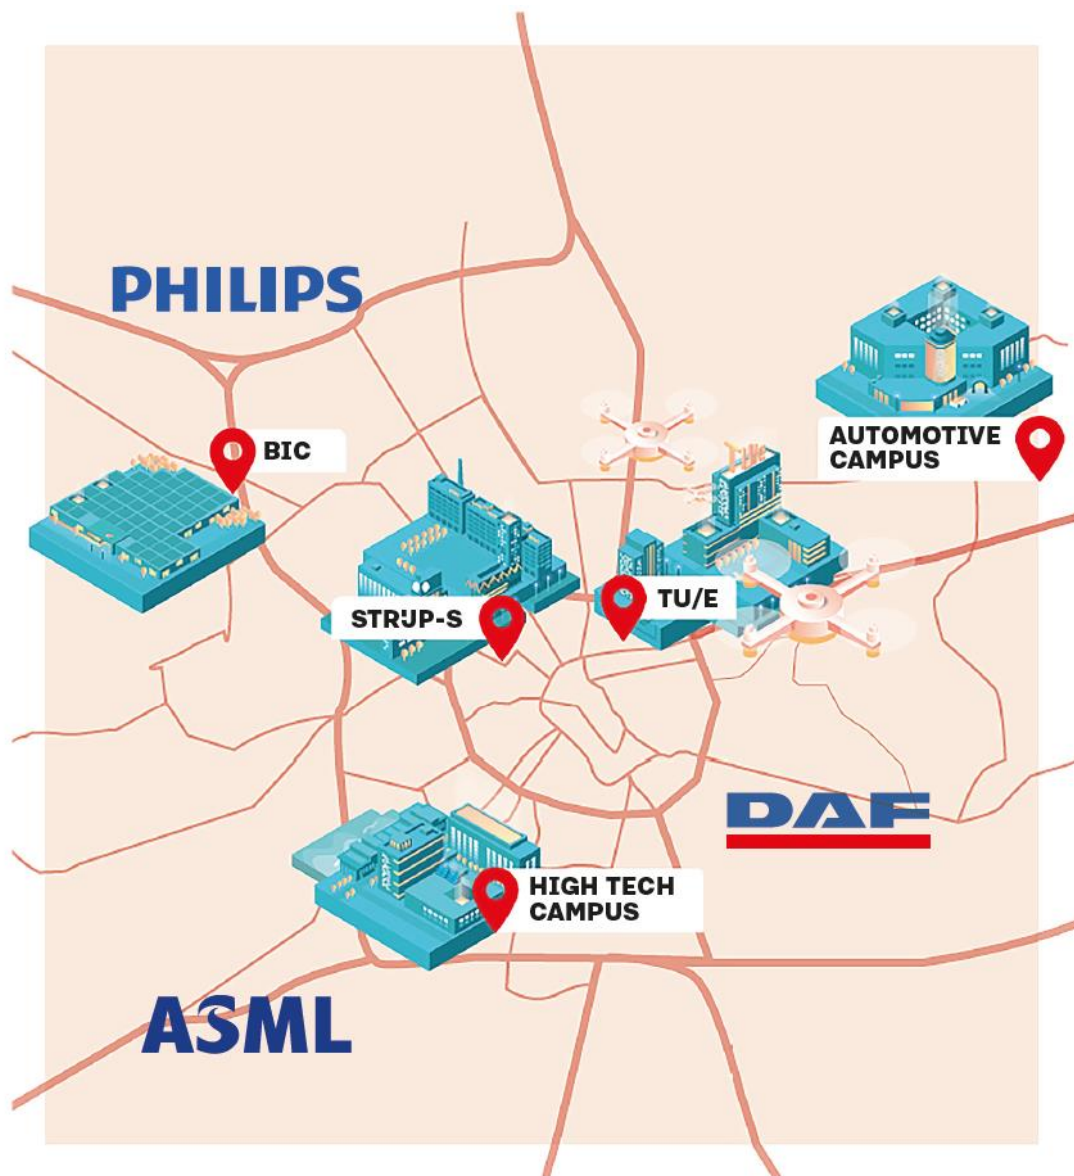 PHILIPS
BIC
AUTOMOTIVE
CAMPUS
STRIJP-S
TU/E
DAF
HIGH TECH
CAMPUS
ASML